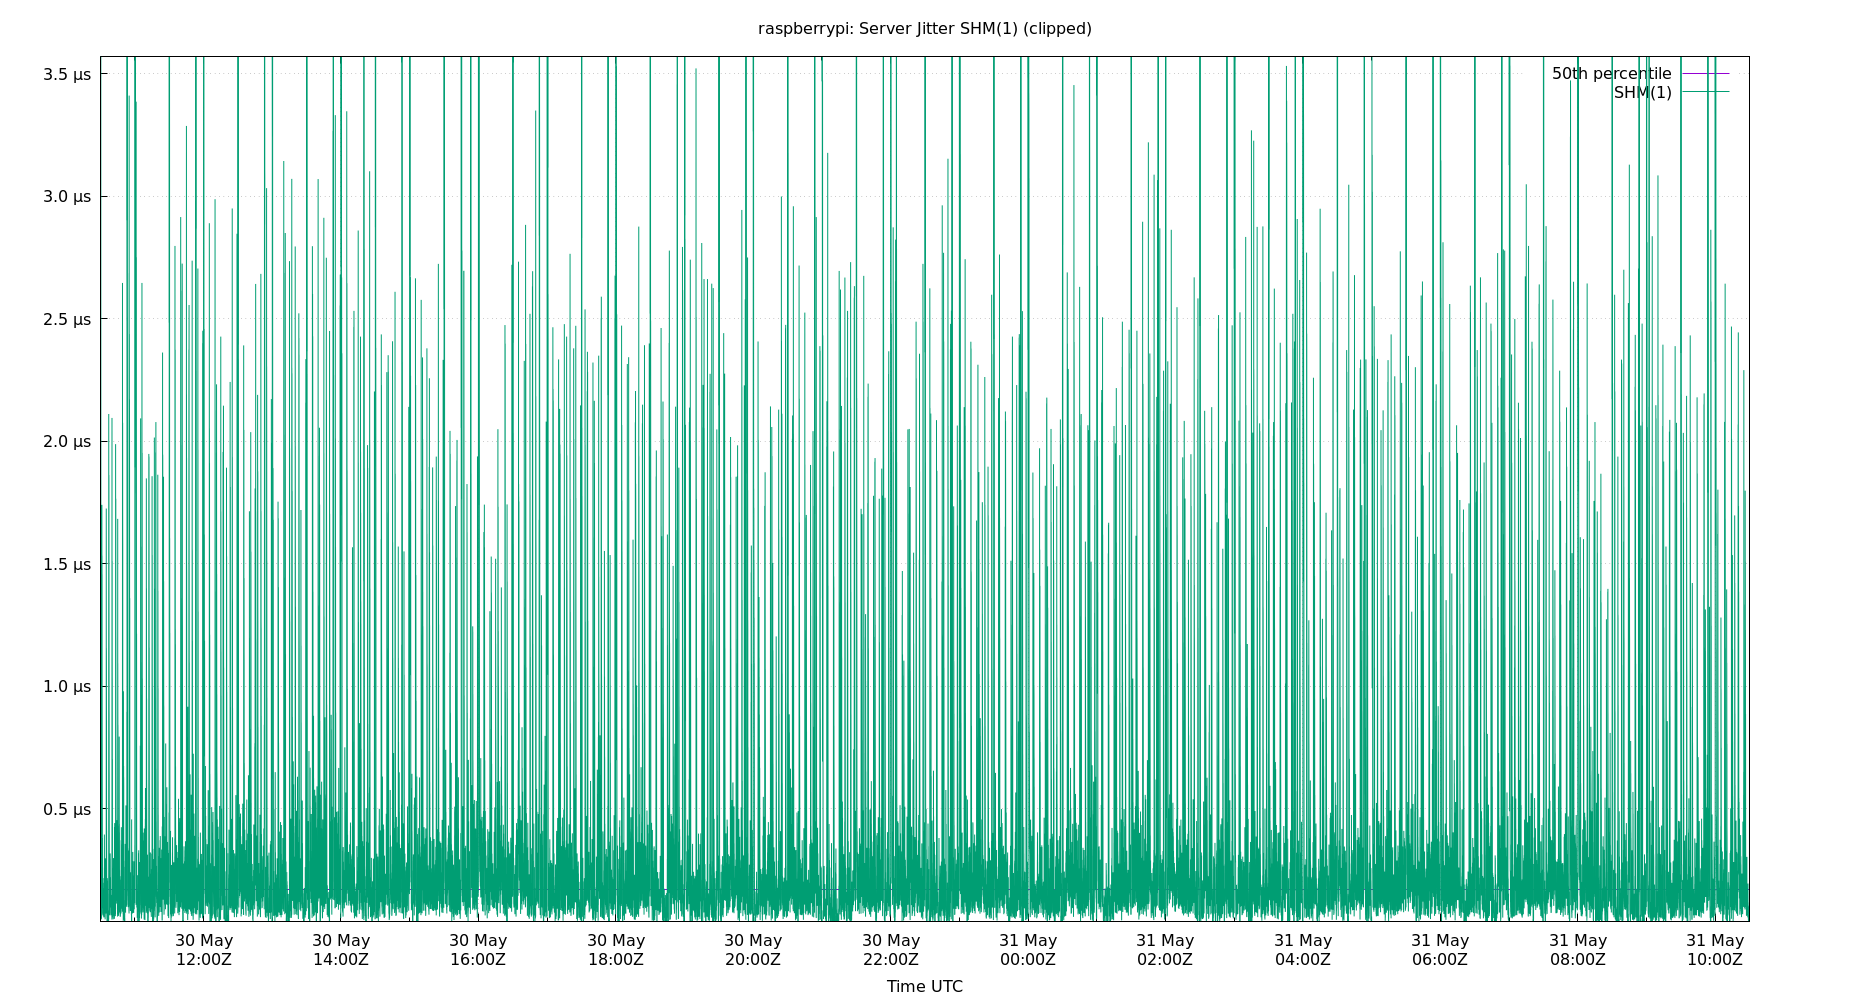 raspberrypi: Server Jitter SHM(1) (clipped)
3.5 µs
3.0 µs
2.5 µs
2.0 µs
1.5 µs
1.0 µs
0.5 µs
50th percentile
SHM(1)
30 May 30 May 30 May 30 May 30 May 30 May 31 May 31 May 31 May 31 May 31 May 31 May
12:00Z 14:00Z 16:00Z 18:00Z 20:00Z 22:00Z 00:00Z 02:00Z 04:00Z 06:00Z 08:00Z 10:00Z
Time UTC